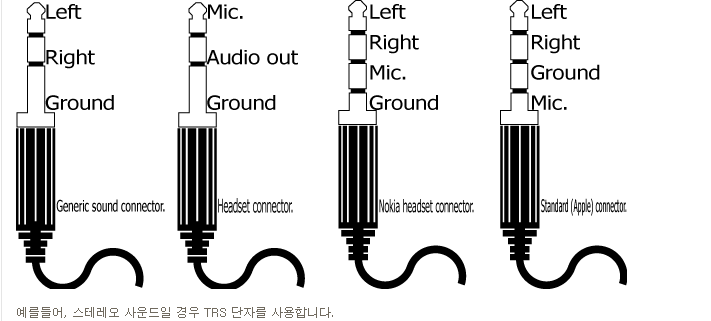 Left
Right
Ground
Generic sound connector.
Mic.
Audio out
Ground
Headset connector.
Left
Right
Mic.
Ground
Nokia headset connector.
Left
Right
Ground
Mic.
Standard (Apple) connector.
예를들어, 스테레오 사운드일 경우 TRS 단자를 사용합니다.